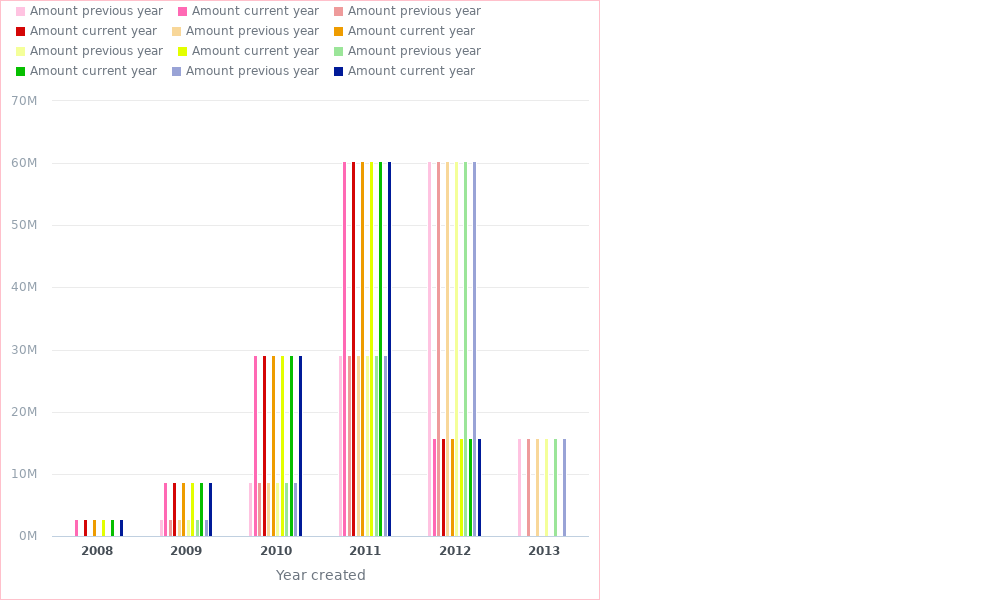 Amount previous year Amount current year Amount previous year
Amount current year Amount previous year Amount current year
Amount previous year Amount current year Amount previous year
Amount current year Amount previous year Amount current year
70M
60M
50M
40M
30M
20M
10M
0M
2008 2009 2010 2011 2012 2013
Year created